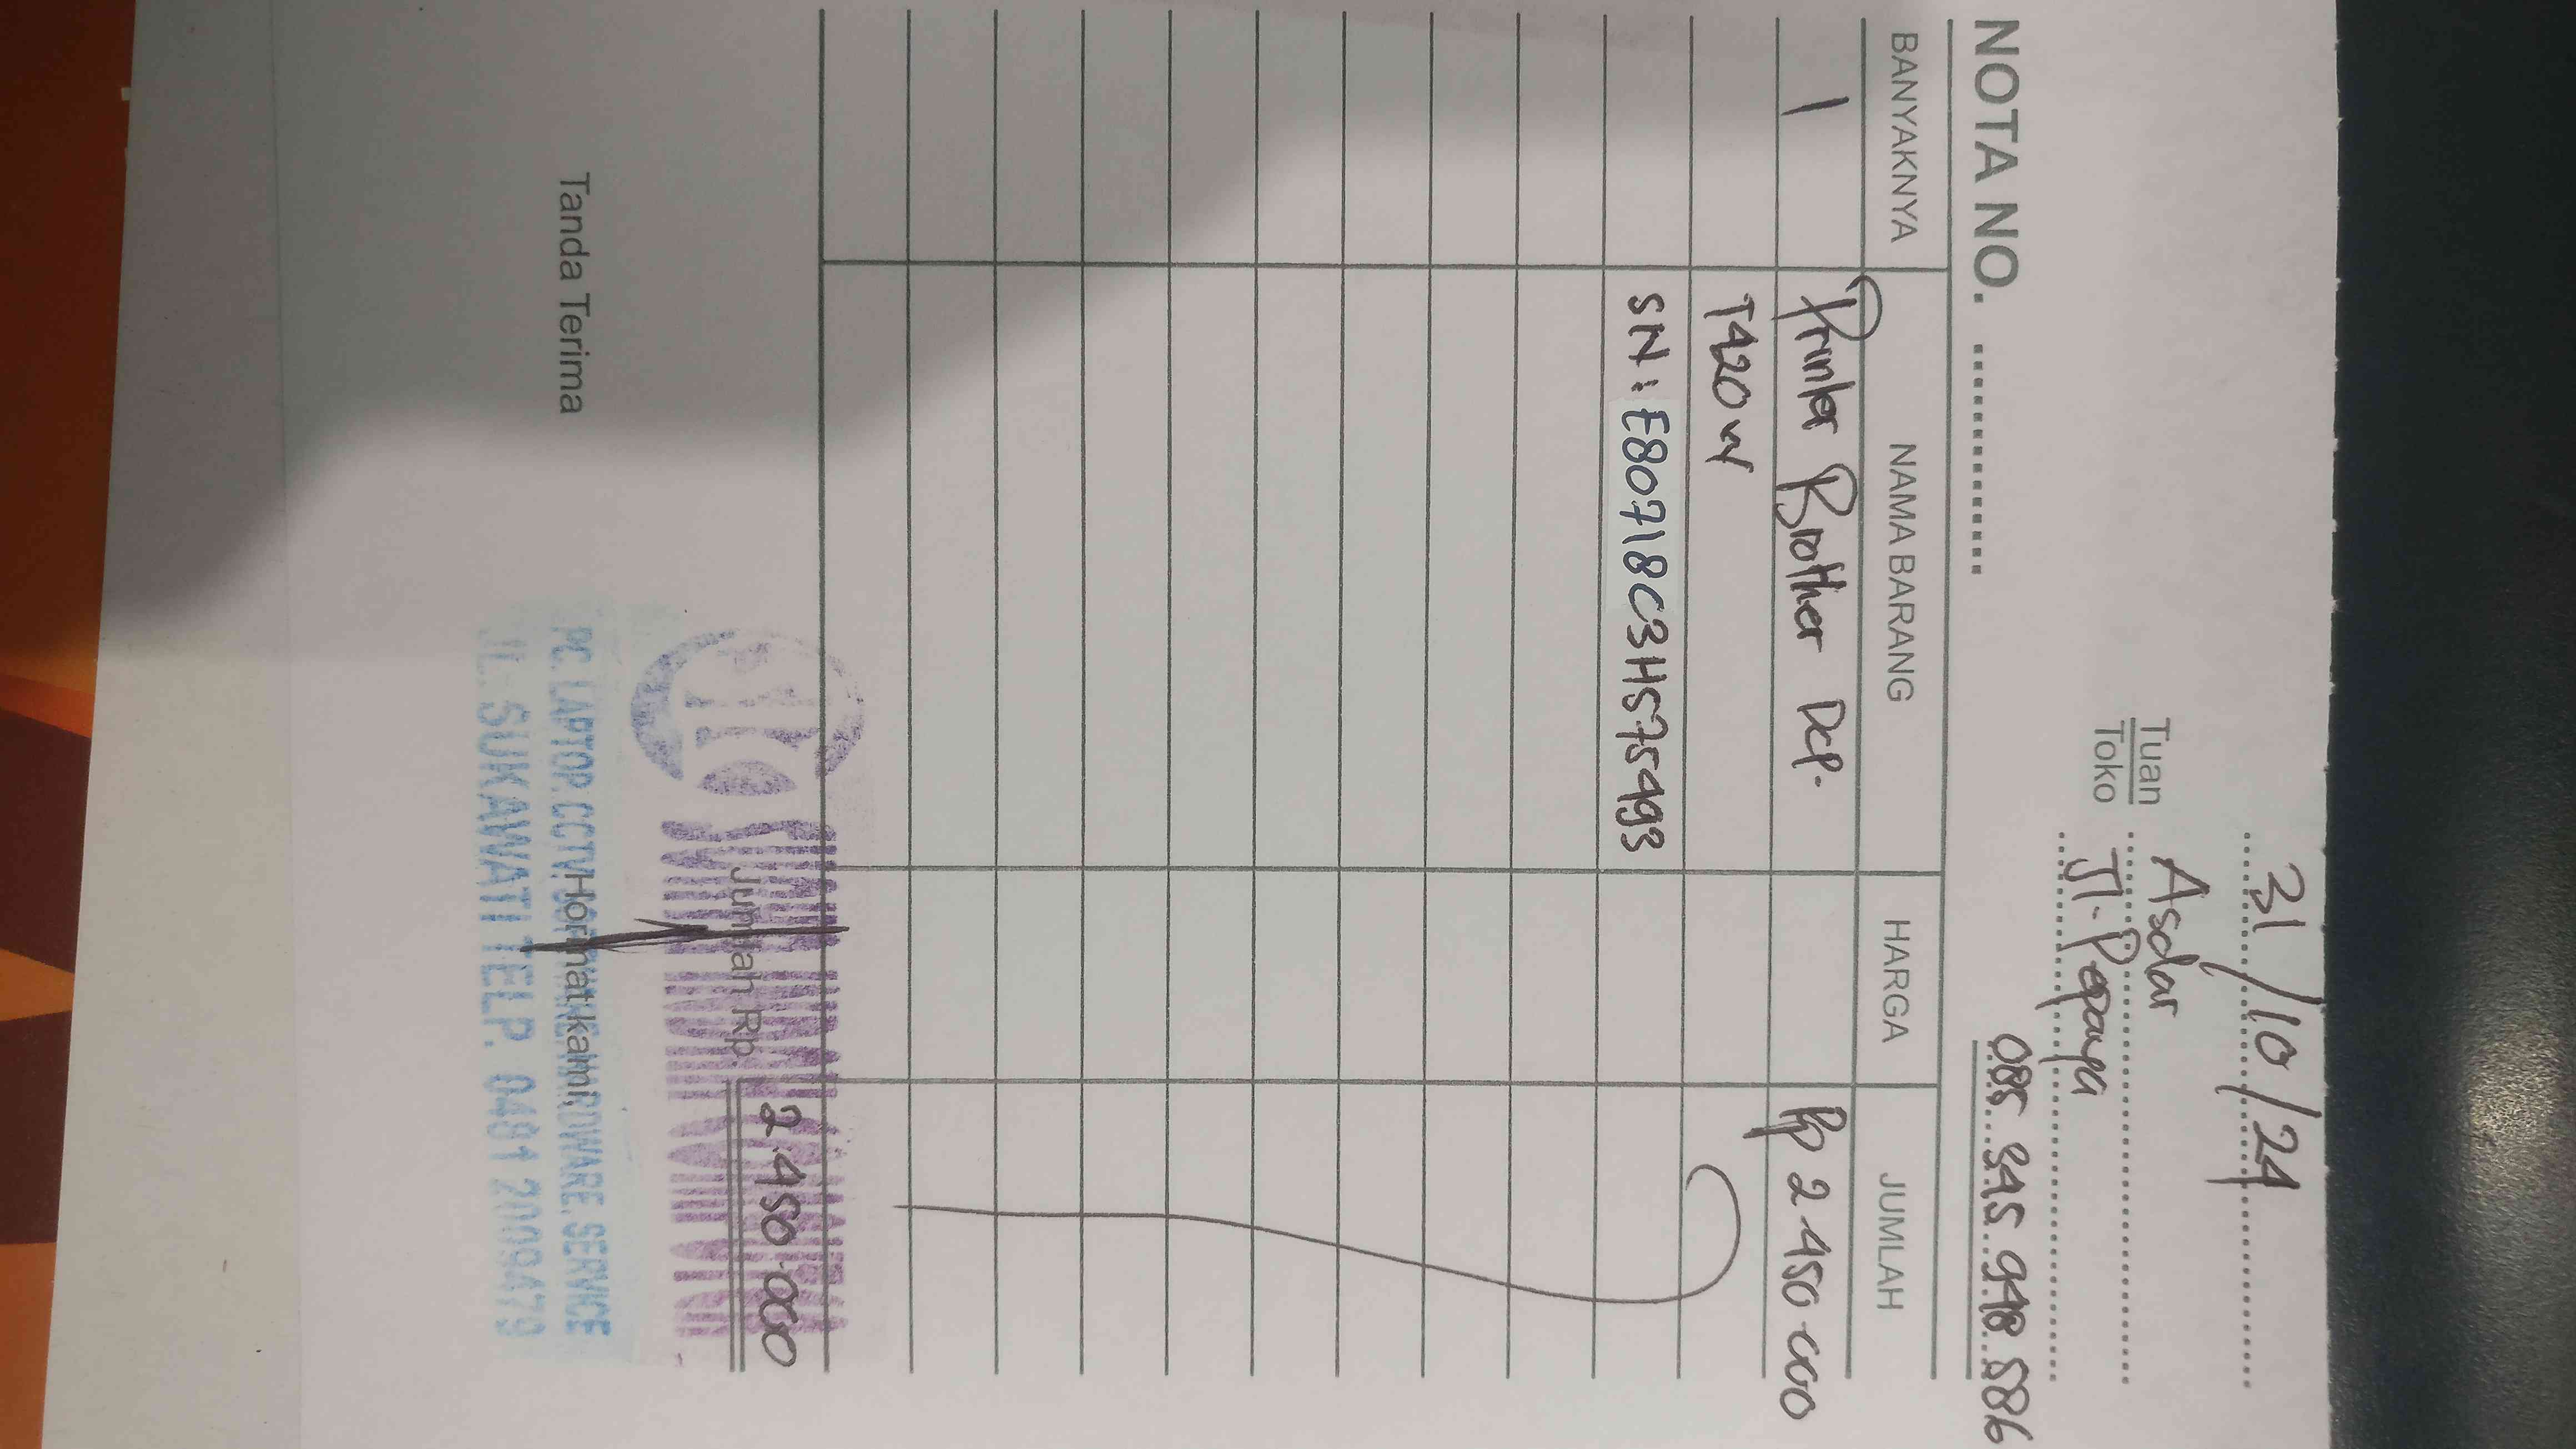 31/10/24
Tuan Asdar
Toko Jl. Pepaya
NOTA NO. .............. 085 345 948 586
BANYAKNYA NAMA BARANG HARGA JUMLAH
1 Printer Brother DCP. Rp 2.450.000
T420w
SN: E80718C3H575493
Jumlah Rp. 2.450.000
Tanda Terima Hormat kami,
PC. LAPTOP. CCTV. HARDWARE. SERVICE
JL. SUKAWATI TELP. 0481 2009479